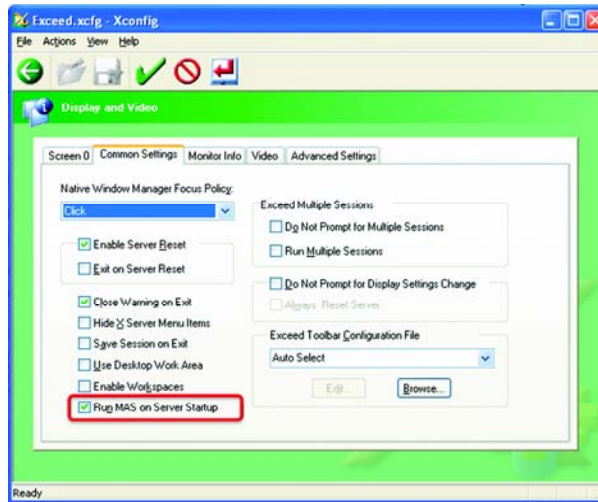 Exceed.xcfg - Xconfig
File Actions View Help
Display and Video
Screen 0 Common Settings Monitor Info Video Advanced Settings
Native Window Manager Focus Policy:
Click
Enable Server Reset
Exit on Server Reset
Close Warning on Exit
Hide X Server Menu Items
Save Session on Exit
Use Desktop Work Area
Enable Workspaces
Run MAS on Server Startup
Exceed Multiple Sessions
Do Not Prompt for Multiple Sessions
Run Multiple Sessions
Do Not Prompt for Display Settings Change
Always Reset Server
Exceed Toolbar Configuration File
Auto Select
Edit... Browse...
Ready